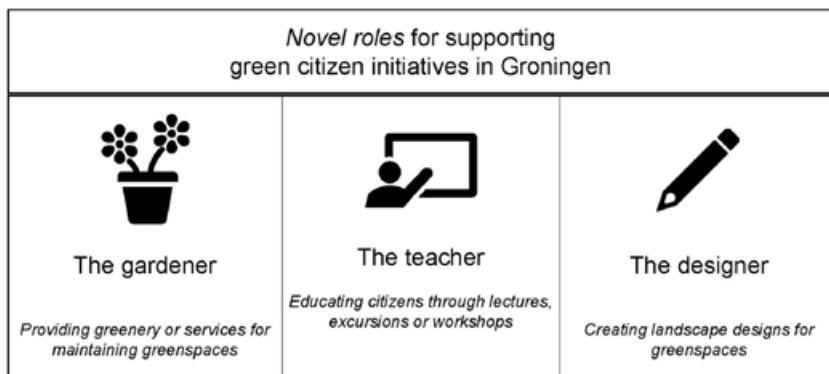 Novel roles for supporting
green citizen initiatives in Groningen
The gardener
Providing greenery or services for
maintaining greenspaces
The teacher
Educating citizens through lectures,
excursions or workshops
The designer
Creating landscape designs for
greenspaces